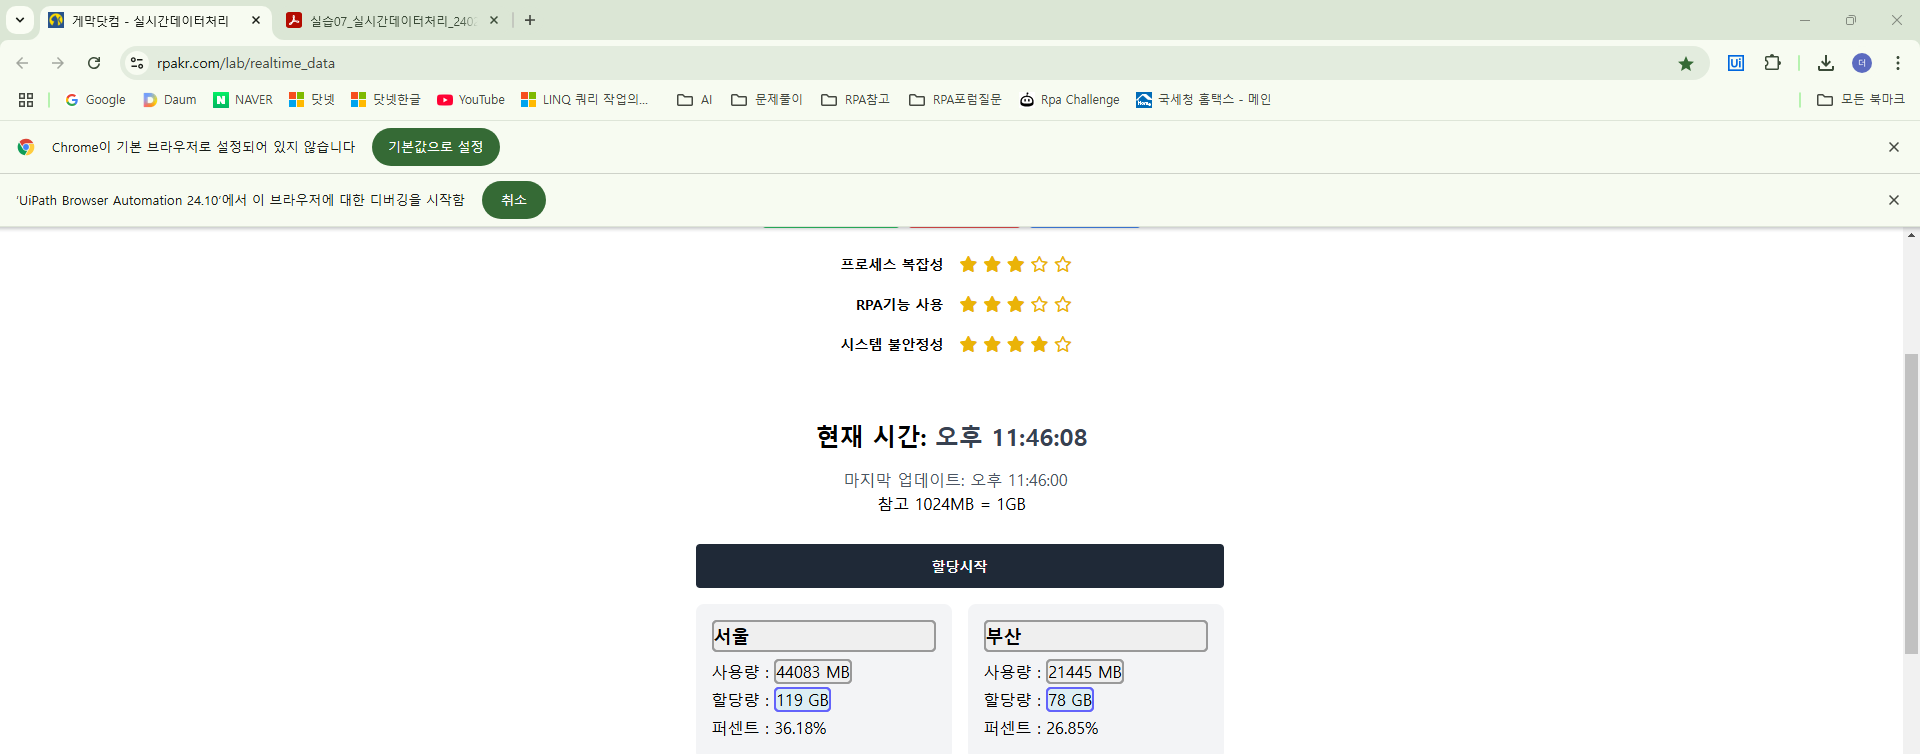 게막닷컴 - 실시간데이터처리
실습07_실시간데이터처리_2402
rpakr.com/lab/realtime_data
Ui
더
Google
Daum
NAVER
닷넷
닷넷한글
YouTube
LINQ 쿼리 작업의...
AI
문제풀이
RPA참고
RPA포럼질문
Rpa Challenge
국세청 홈택스 - 메인
모든 북마크
Chrome이 기본 브라우저로 설정되어 있지 않습니다
기본값으로 설정
'UiPath Browser Automation 24.10'에서 이 브라우저에 대한 디버깅을 시작함
취소
프로세스 복잡성
RPA기능 사용
시스템 불안정성
현재 시간: 오후 11:46:08
마지막 업데이트: 오후 11:46:00
참고 1024MB = 1GB
할당시작
서울
사용량 : 44083 MB
할당량 : 119 GB
퍼센트 : 36.18%
부산
사용량 : 21445 MB
할당량 : 78 GB
퍼센트 : 26.85%